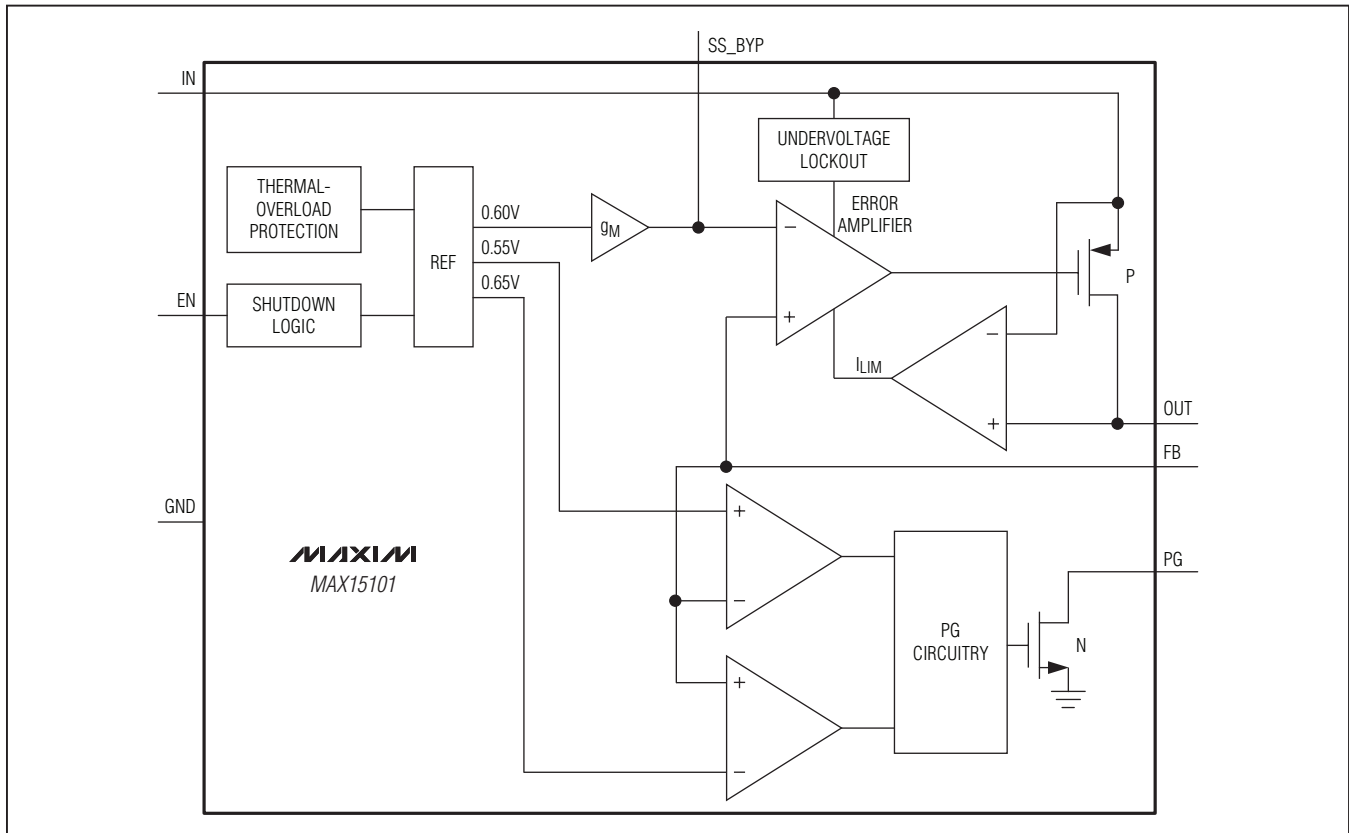 SS_BYP
IN
UNDERVOLTAGE
LOCKOUT
THERMAL-
OVERLOAD
PROTECTION
REF
0.60V
0.55V
0.65V
gM
ERROR
AMPLIFIER
−
+
P
EN
SHUTDOWN
LOGIC
ILIM
−
+
OUT
FB
GND
MAXIM
MAX15101
+
−
+
−
PG
CIRCUITRY
N
PG